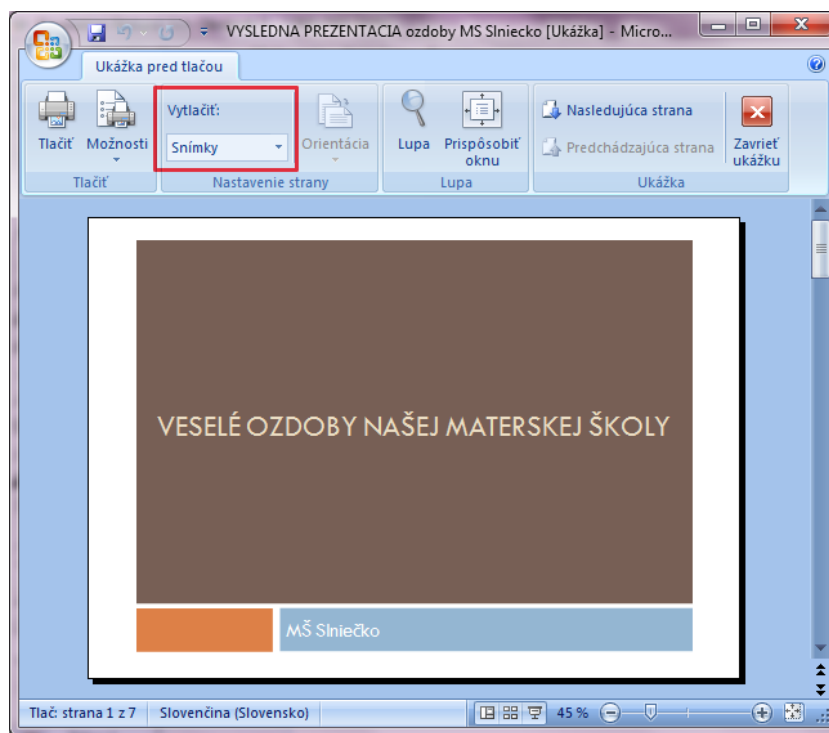 VYSLEDNA PREZENTACIA ozdoby MS Slniecko [Ukážka] - Micro...
Ukážka pred tlačou
Tlačiť
Možnosti
Vytlačiť:
Snímky
Orientácia
Lupa
Prispôsobiť
oknu
Nasledujúca strana
Predchádzajúca strana
Zavrieť
ukážku
Tlačiť
Nastavenie strany
Lupa
Ukážka
VESELÉ OZDOBY NAŠEJ MATERSKEJ ŠKOLY
MŠ Slniečko
Tlač: strana 1 z 7
Slovenčina (Slovensko)
45 %